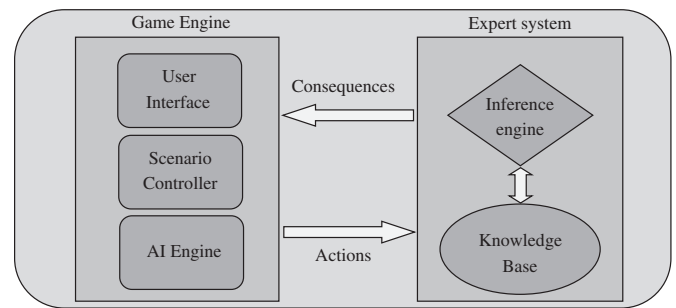 Game Engine
Expert system
User
Interface
Scenario
Controller
AI Engine
Consequences
Actions
Inference
engine
Knowledge
Base